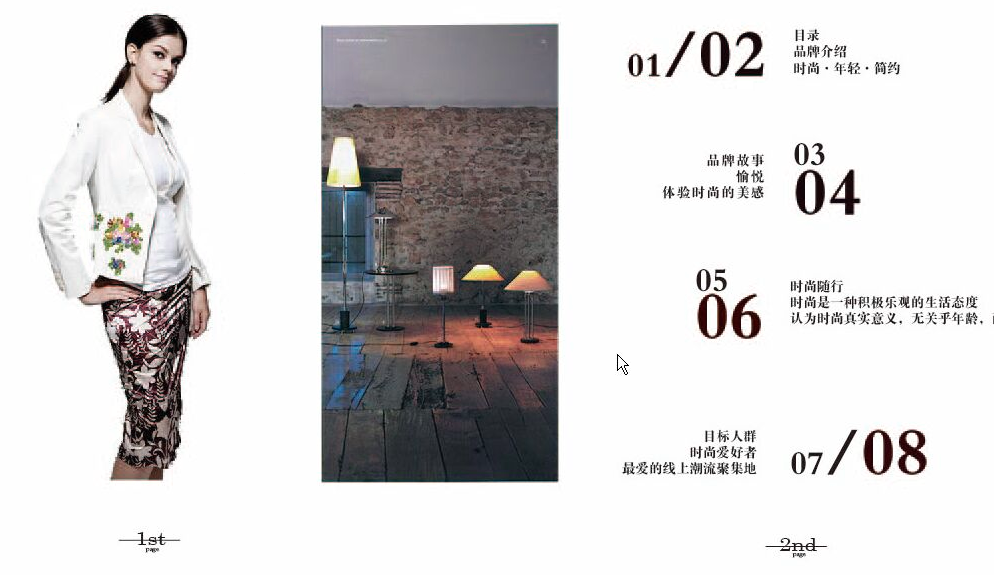 01/02
目录
品牌介绍
时尚·年轻·简约
品牌故事
愉悦
体验时尚的美感
03
04
05
06
时尚随行
时尚是一种积极乐观的生活态度
认为时尚真实意义，无关乎年龄，
目标人群
时尚爱好者
最爱的线上潮流聚集地
07/08
1st
page
2nd
page